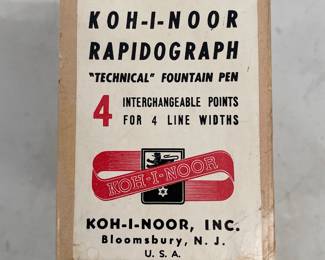 KOH-I-NOOR
RAPIDOGRAPH
"TECHNICAL" FOUNTAIN PEN
4 INTERCHANGEABLE POINTS
FOR 4 LINE WIDTHS
KOH-I-NOOR
KOH-I-NOOR, INC.
Bloomsbury, N. J.
U. S. A.